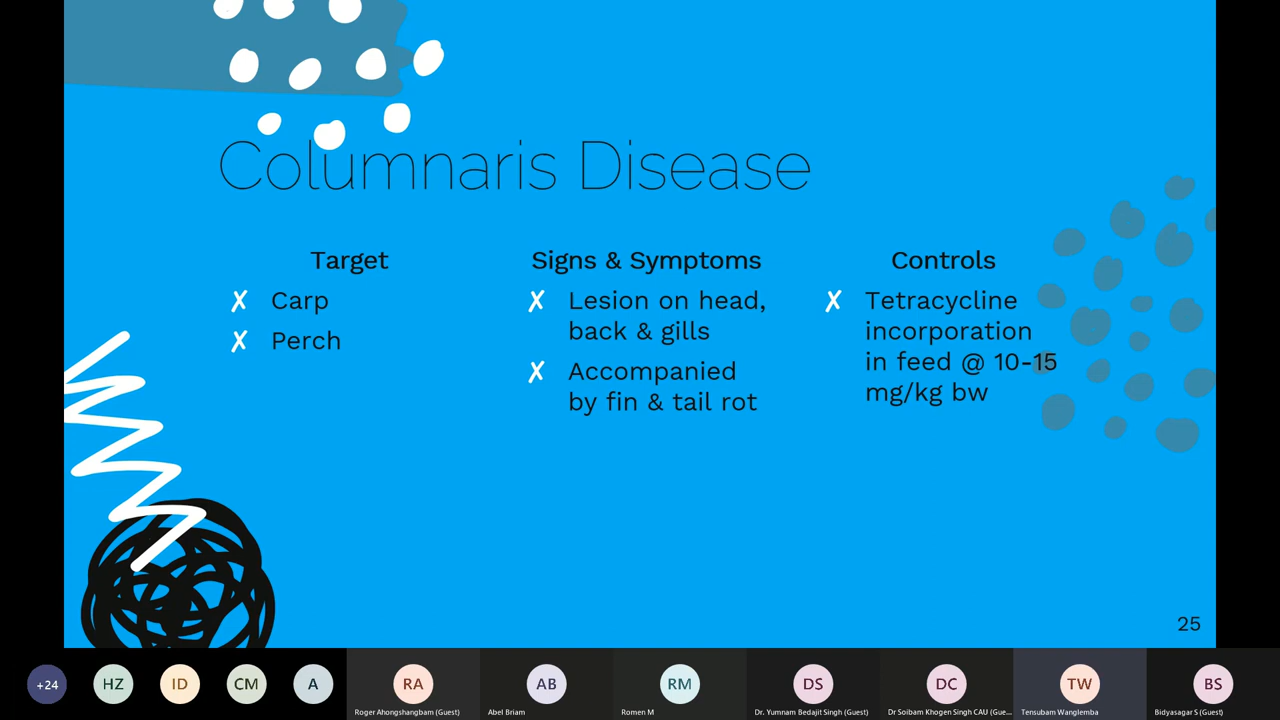 Columnaris Disease
Target
✗ Carp
✗ Perch
Signs & Symptoms
✗ Lesion on head,
back & gills
✗ Accompanied
by fin & tail rot
Controls
✗ Tetracycline
incorporation
in feed @ 10-15
mg/kg bw
25
+24
HZ
ID
CM
A
RA
Roger Ahongshangbam (Guest)
AB
Abel Briam
RM
Romen M
DS
Dr. Yumnam Bedajit Singh (Guest)
DC
Dr Soibam Khogen Singh CAU (Gue...
TW
Tensubam Wanglemba
BS
Bidyasagar S (Guest)